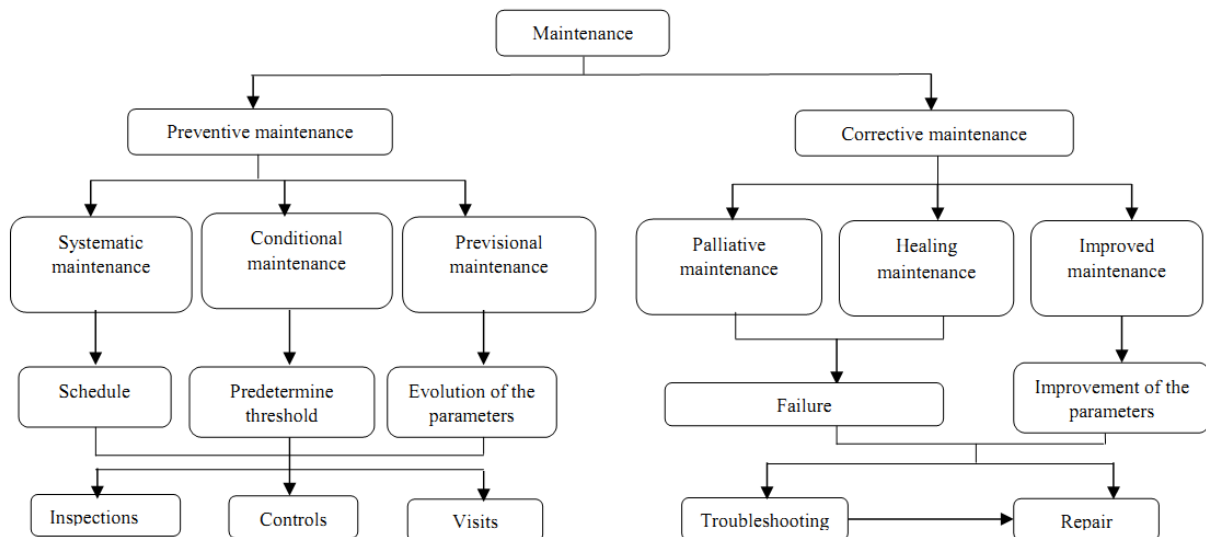 Maintenance
Preventive maintenance
Corrective maintenance
Systematic
maintenance
Conditional
maintenance
Previsional
maintenance
Palliative
maintenance
Healing
maintenance
Improved
maintenance
Schedule
Predetermine
threshold
Evolution of the
parameters
Failure
Improvement of the
parameters
Inspections
Controls
Visits
Troubleshooting
Repair